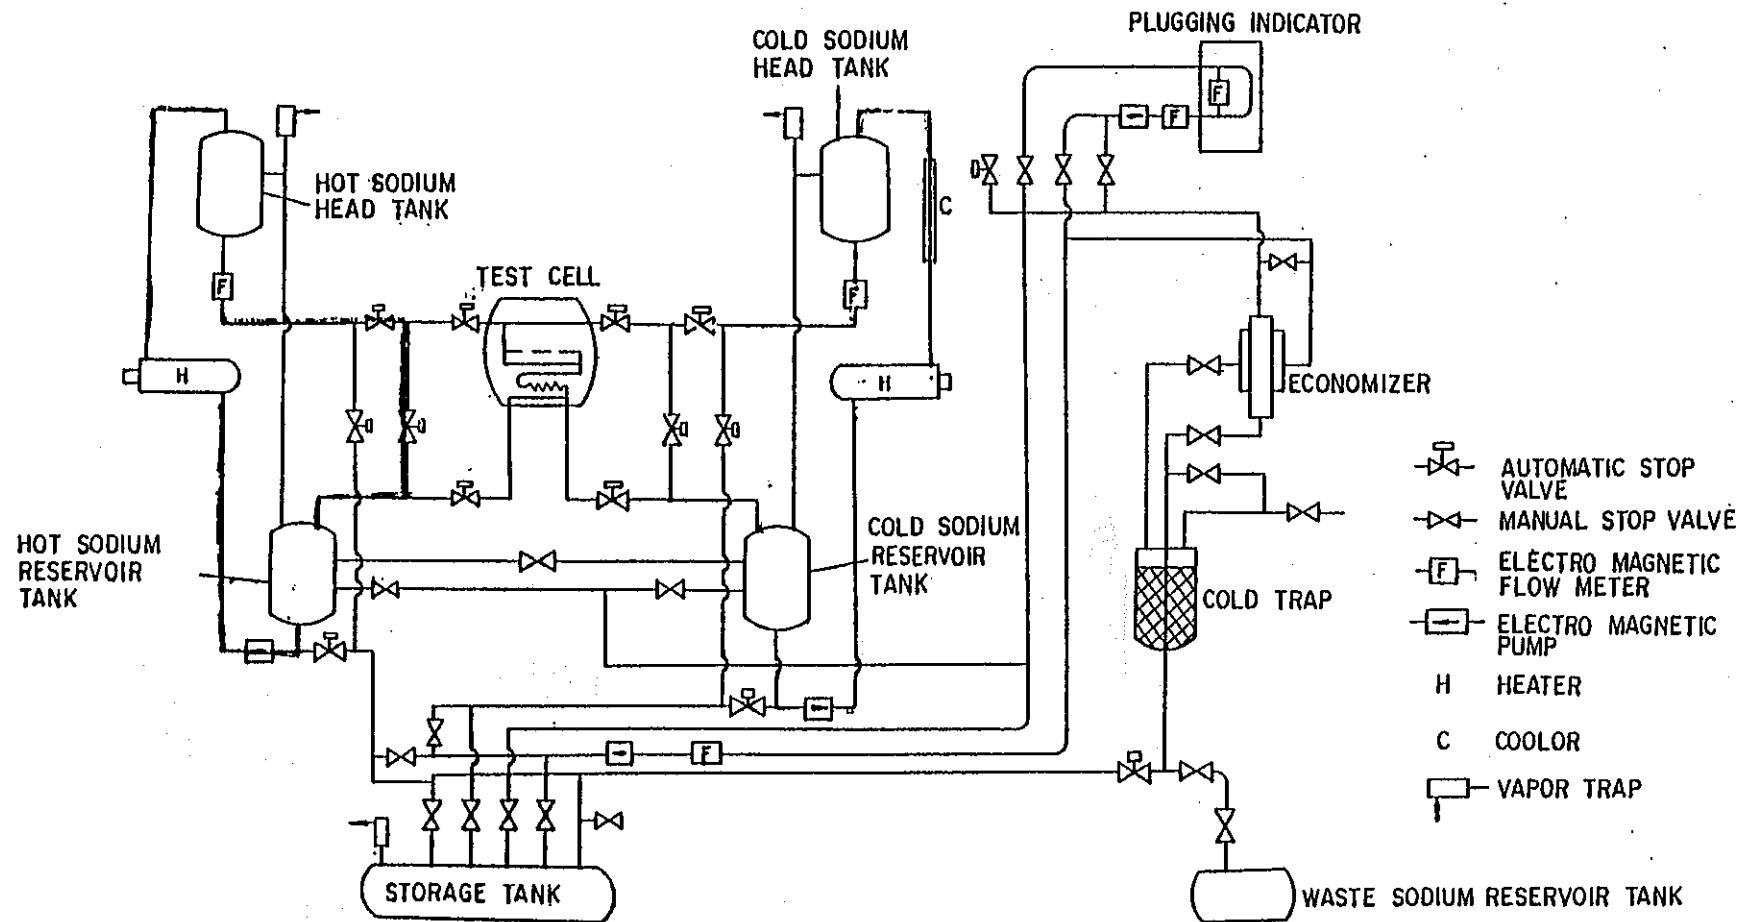 PLUGGING INDICATOR
COLD SODIUM
HEAD TANK
F
F
HOT SODIUM
HEAD TANK
C
F
TEST CELL
F
H
H
ECONOMIZER
AUTOMATIC STOP
VALVE
MANUAL STOP VALVE
HOT SODIUM
RESERVOIR
TANK
COLD SODIUM
RESERVOIR
TANK
F
ELECTRO MAGNETIC
FLOW METER
COLD TRAP
ELECTRO MAGNETIC
PUMP
H HEATER
C COOLOR
F
VAPOR TRAP
STORAGE TANK
WASTE SODIUM RESERVOIR TANK